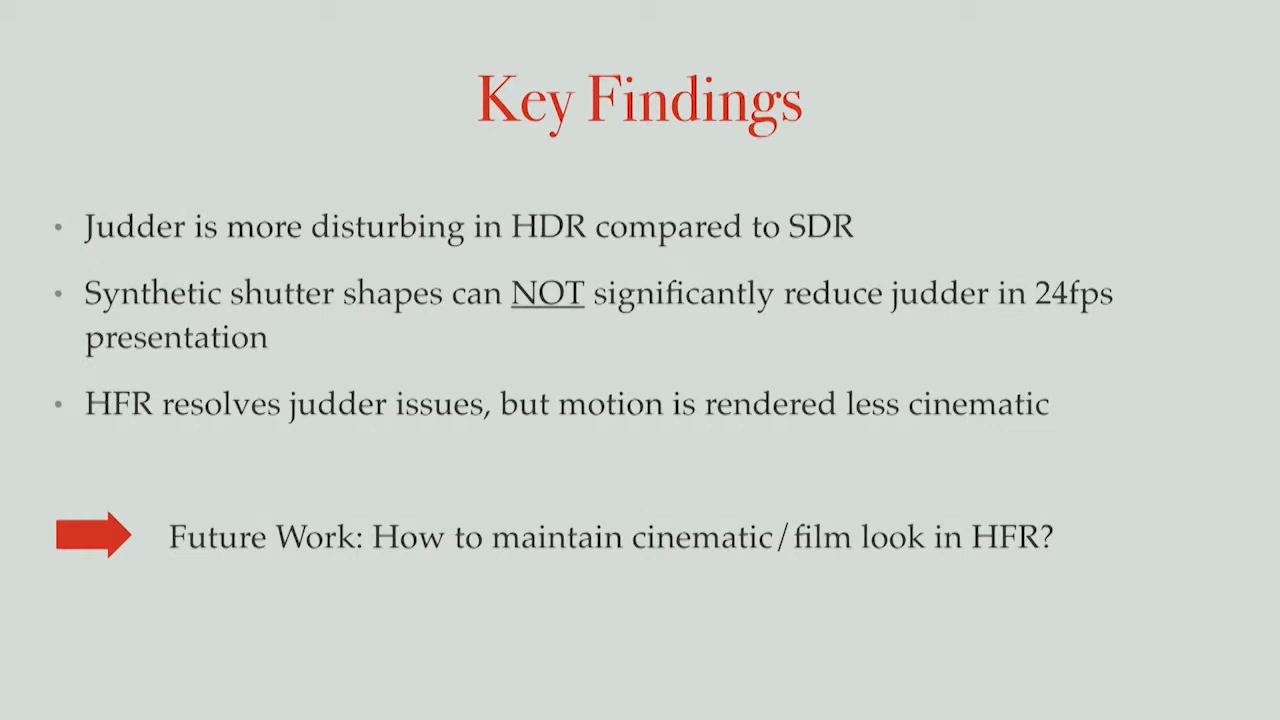 Key Findings
• Judder is more disturbing in HDR compared to SDR
• Synthetic shutter shapes can NOT significantly reduce judder in 24fps
presentation
• HFR resolves judder issues, but motion is rendered less cinematic
Future Work: How to maintain cinematic/film look in HFR?